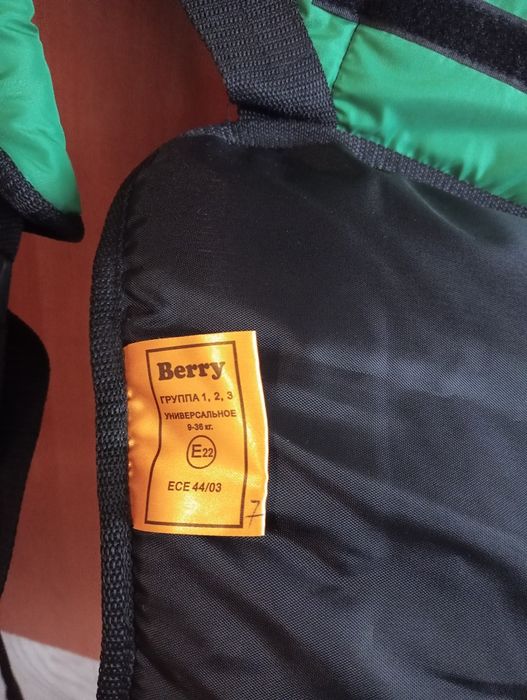 Berry
ГРУППА 1, 2, 3
УНИВЕРСАЛЬНОЕ
9-36 кг.
E22
ECE 44/03
7